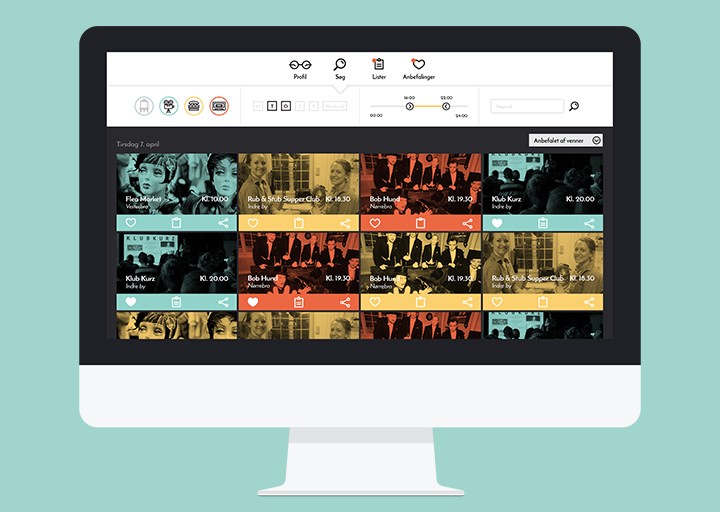 Profil
Søg
Lister
Anbefalinger
T O
16:00 22:00
00:00 24:00
Tirsdag 7. april
Anbefalet af venner
Flea Market Kl. 10.00
Vesterbro
Rub & Stub Supper Club Kl. 18.30
Indre by
Bob Hund Kl. 19.30
Nørrebro
Klub Kurz Kl. 20.00
Indre by
KLUBKURZ
Klub Kurz Kl. 20.00
Indre by
Bob Hund Kl. 19.30
Nørrebro
Bob Hund Kl. 19.30
Nørrebro
Rub & Stub Supper Club Kl. 18.30
Indre by